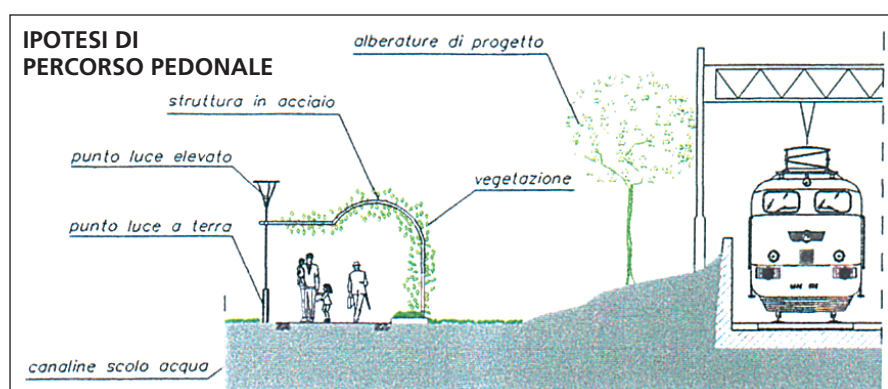 IPOTESI DI
PERCORSO PEDONALE
alberature di progetto
struttura in acciaio
punto luce elevato
vegetazione
punto luce a terra
canaline scolo acqua